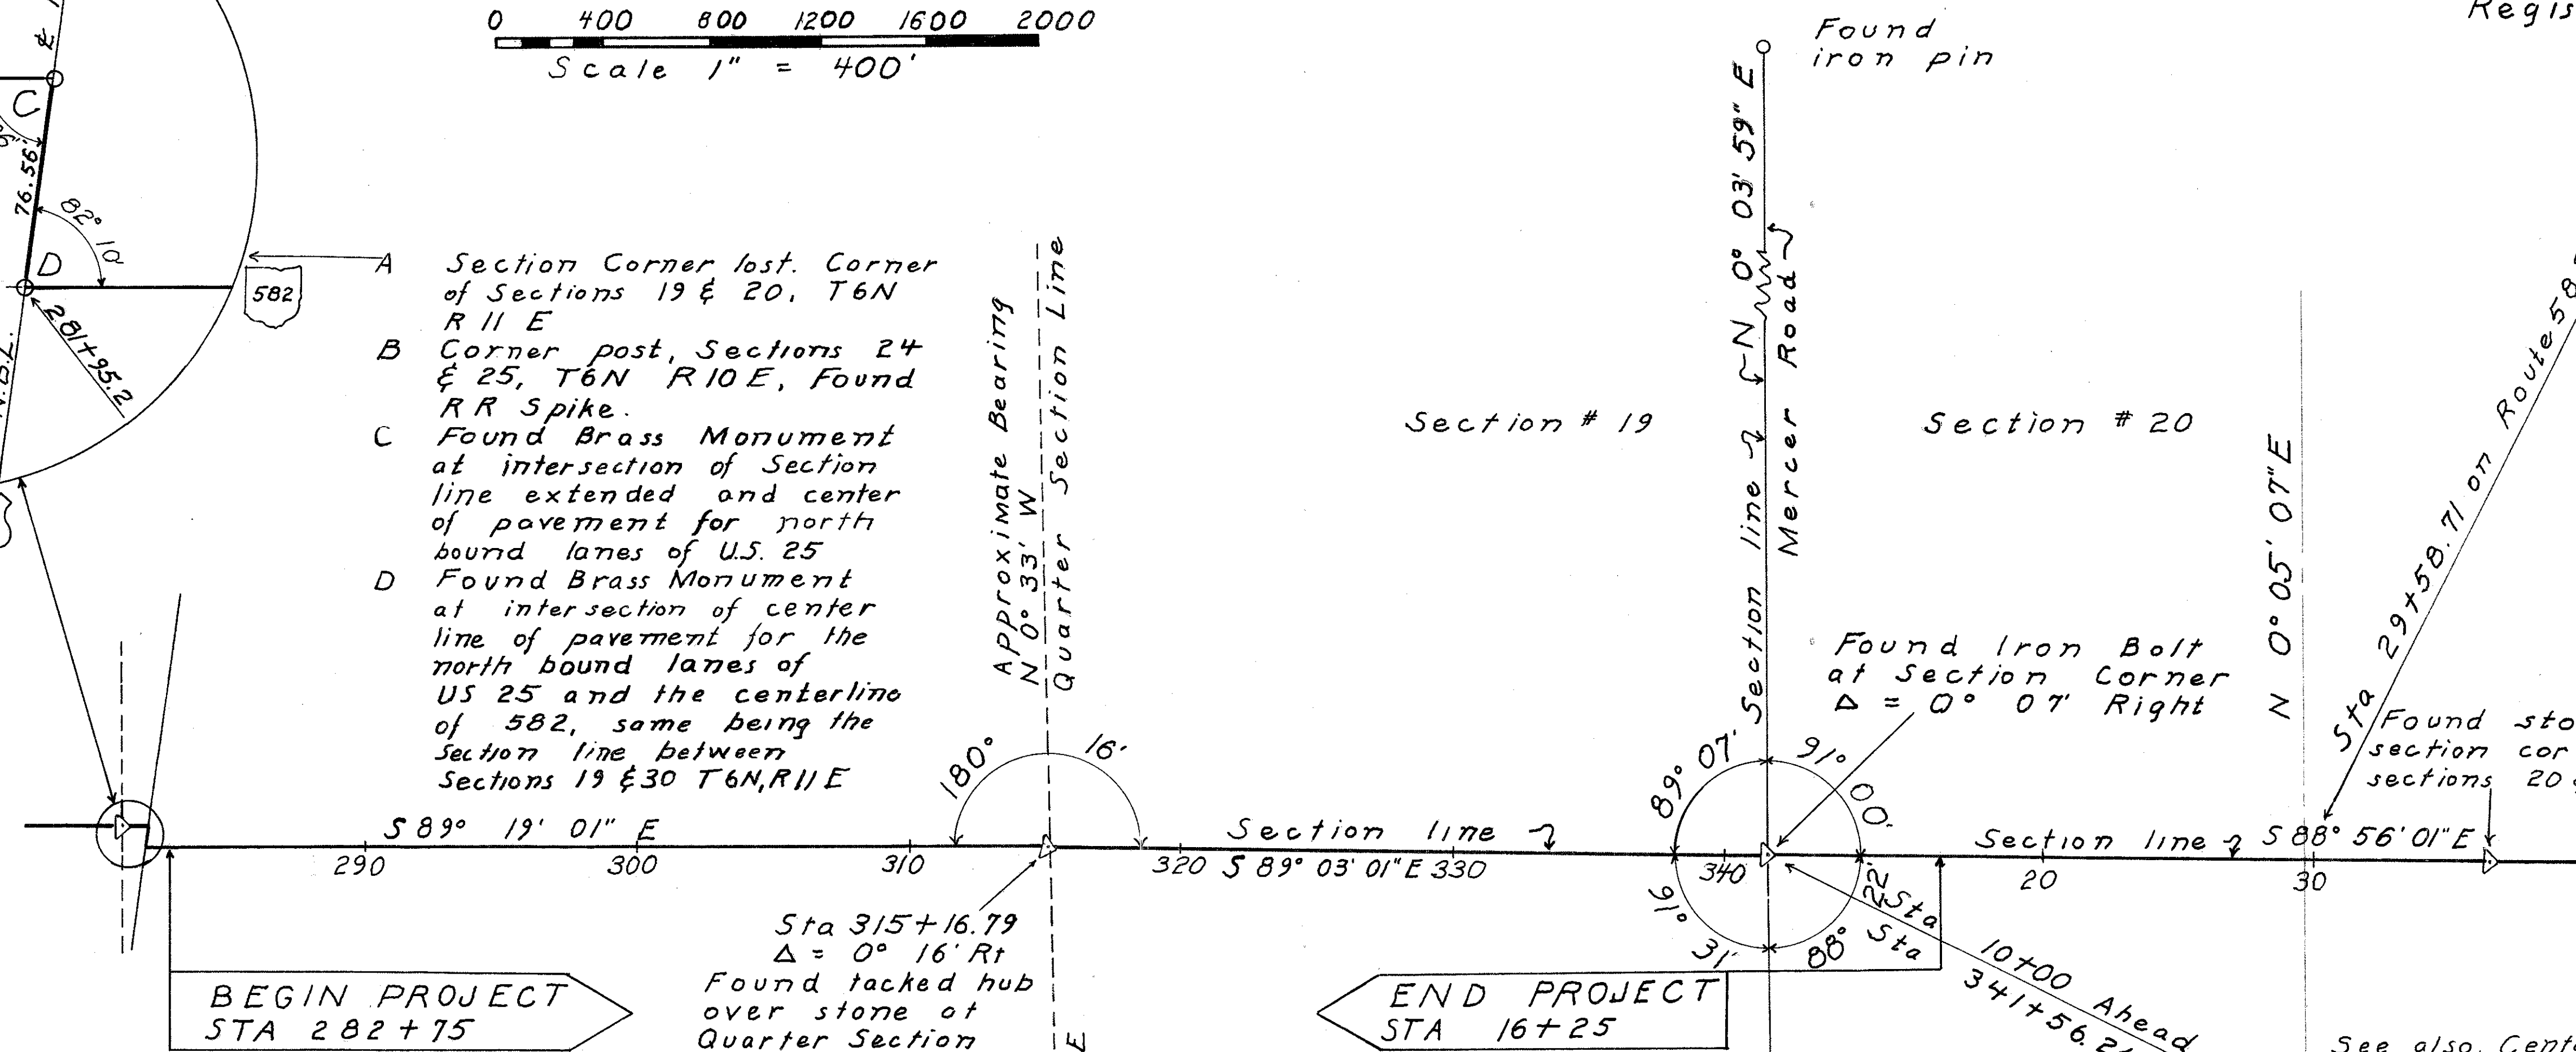 0 400 800 1200 1600 2000
Scale 1" = 400'
Found
iron pin
C
76.56'
82° 10'
D
281+95.2
582
A Section Corner lost. Corner
of Sections 19 & 20, T6N
R 11 E
B Corner post, Sections 24
& 25, T6N R10E, Found
RR Spike.
C Found Brass Monument
at intersection of Section
line extended and center
of pavement for north
bound lanes of U.S. 25
D Found Brass Monument
at intersection of center
line of pavement for the
north bound lanes of
US 25 and the centerline
of 582, same being the
Section line between
Sections 19 & 30 T6N, R11E
Approximate Bearing
N 0° 33' W
Quarter Section Line
N 0° 03' 59" E
Section line
Mercer Road
Section # 19
Section # 20
N 0° 05' 07" E
Sta 29+58.71 on Route 58
Found Iron Bolt
at Section Corner
Δ = 0° 07' Right
Found
section
sections 20
180° 16'
89° 07'
91° 00'
91° 31'
88° 22'
S 89° 19' 01" E
Section line
S 89° 03' 01" E
Section line
S 88° 56' 01" E
290 300 310 320 330 340 20 30
Sta 315+16.79
Δ = 0° 16' Rt
Found tacked hub
over stone at
Quarter Section
E
BEGIN PROJECT
STA 282+75
END PROJECT
STA 16+25
Sta 10+00 Ahead
Sta 341+56.2
See also,